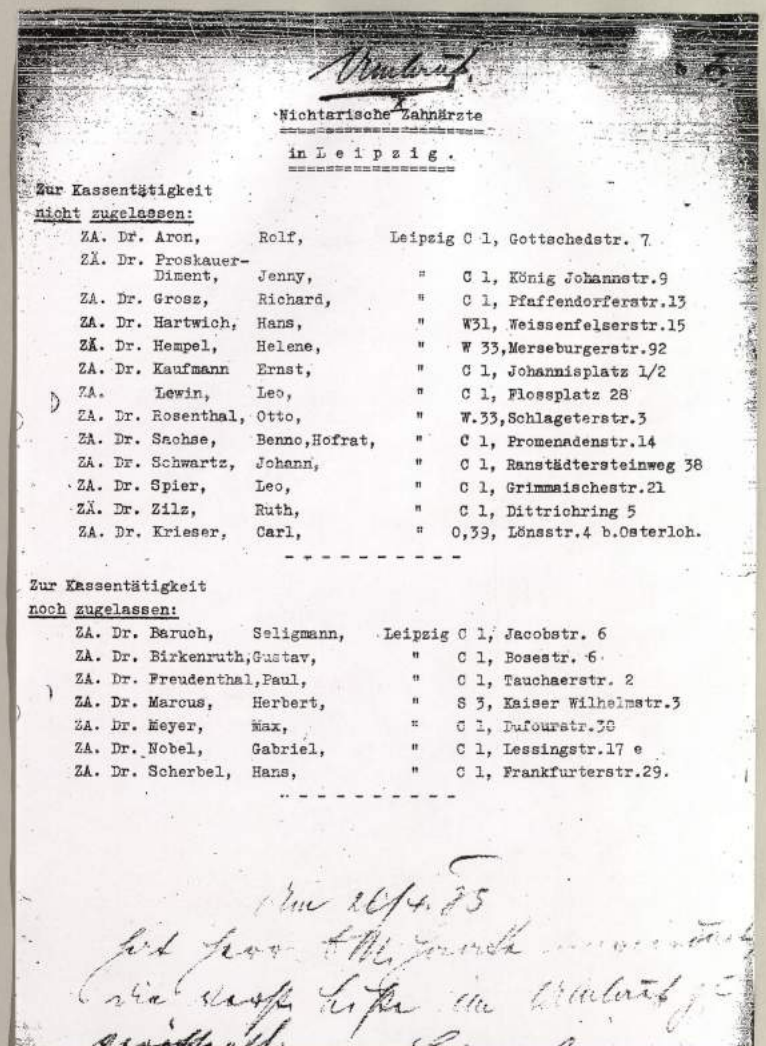 Umlauf
Nichtarische Zahnärzte
in L e i p z i g .
Zur Kassentätigkeit
nicht zugelassen:
ZA. Dr. Aron, Rolf, Leipzig C 1, Gottschedstr. 7
ZÄ. Dr. Proskauer-
Diment, Jenny, " C 1, König Johannstr.9
ZA. Dr. Grosz, Richard, " C 1, Pfaffendorferstr.13
ZA. Dr. Hartwich, Hans, " W31, Weissenfelserstr.15
ZÄ. Dr. Hempel, Helene, " W 33,Merseburgerstr.92
ZA. Dr. Kaufmann Ernst, " C 1, Johannisplatz 1/2
ZA. Lewin, Leo, " C 1, Flossplatz 28
ZA. Dr. Rosenthal, Otto, " W.33,Schlageterstr.3
ZA. Dr. Sachse, Benno,Hofrat, " C 1, Promenadenstr.14
ZA. Dr. Schwartz, Johann, " C 1, Ranstädtersteinweg 38
ZA. Dr. Spier, Leo, " C 1, Grimmaischestr.21
ZÄ. Dr. Zilz, Ruth, " C 1, Dittrichring 5
ZA. Dr. Krieser, Carl, " O,39, Lönsstr.4 b.Osterloh.
Zur Kassentätigkeit
noch zugelassen:
ZA. Dr. Baruch, Seligmann, Leipzig C 1, Jacobstr. 6
ZA. Dr. Birkenruth,Gustav, " C 1, Bosestr. 6
ZA. Dr. Freudenthal,Paul, " C 1, Tauchaerstr. 2
ZA. Dr. Marcus, Herbert, " S 3, Kaiser Wilhelmstr.3
ZA. Dr. Meyer, Max, " C 1, Dufourstr.38
ZA. Dr. Nobel, Gabriel, " C 1, Lessingstr.17 e
ZA. Dr. Scherbel, Hans, " C 1, Frankfurterstr.29.
Am 26/4.35
hat Herr
die Liste in Umlauf